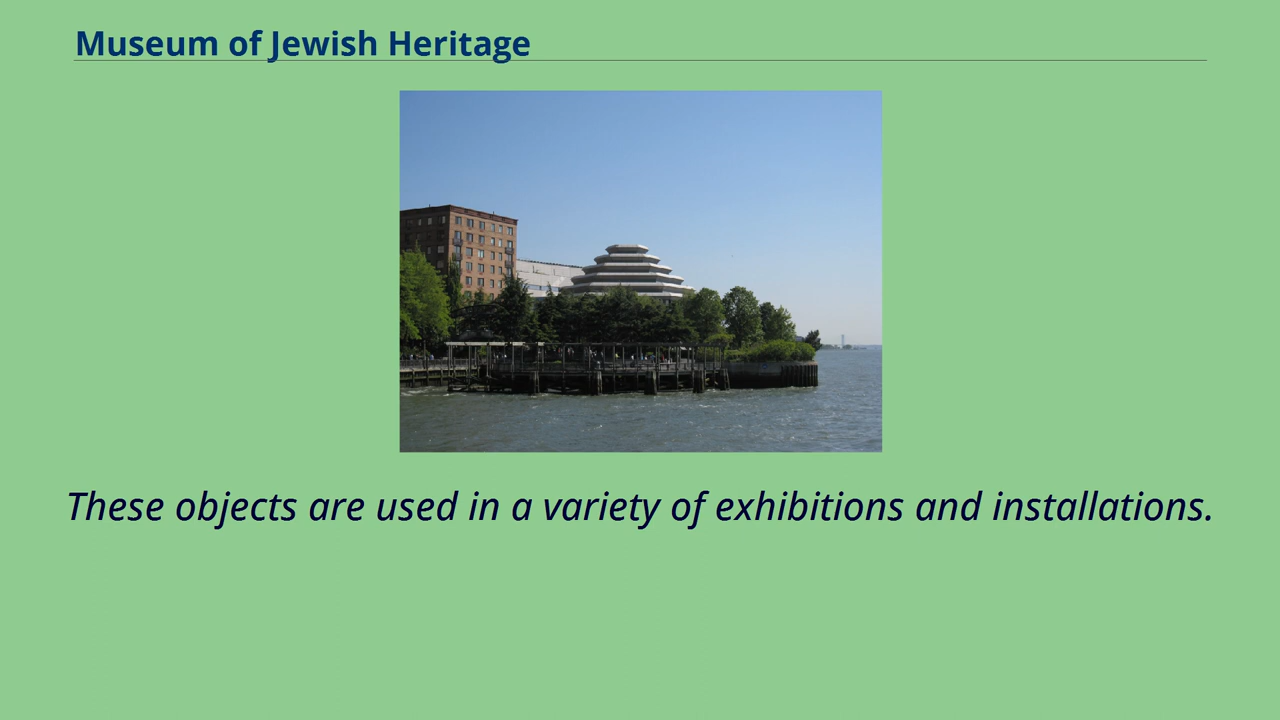 Museum of Jewish Heritage
These objects are used in a variety of exhibitions and installations.